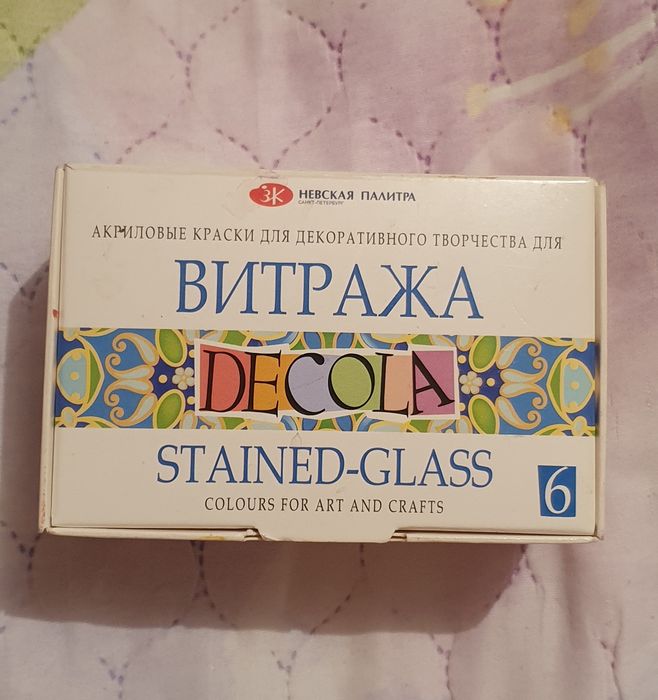 ЗК НЕВСКАЯ ПАЛИТРА
САНКТ-ПЕТЕРБУРГ
АКРИЛОВЫЕ КРАСКИ ДЛЯ ДЕКОРАТИВНОГО ТВОРЧЕСТВА ДЛЯ
ВИТРАЖА
DECOLA
STAINED-GLASS
6
COLOURS FOR ART AND CRAFTS